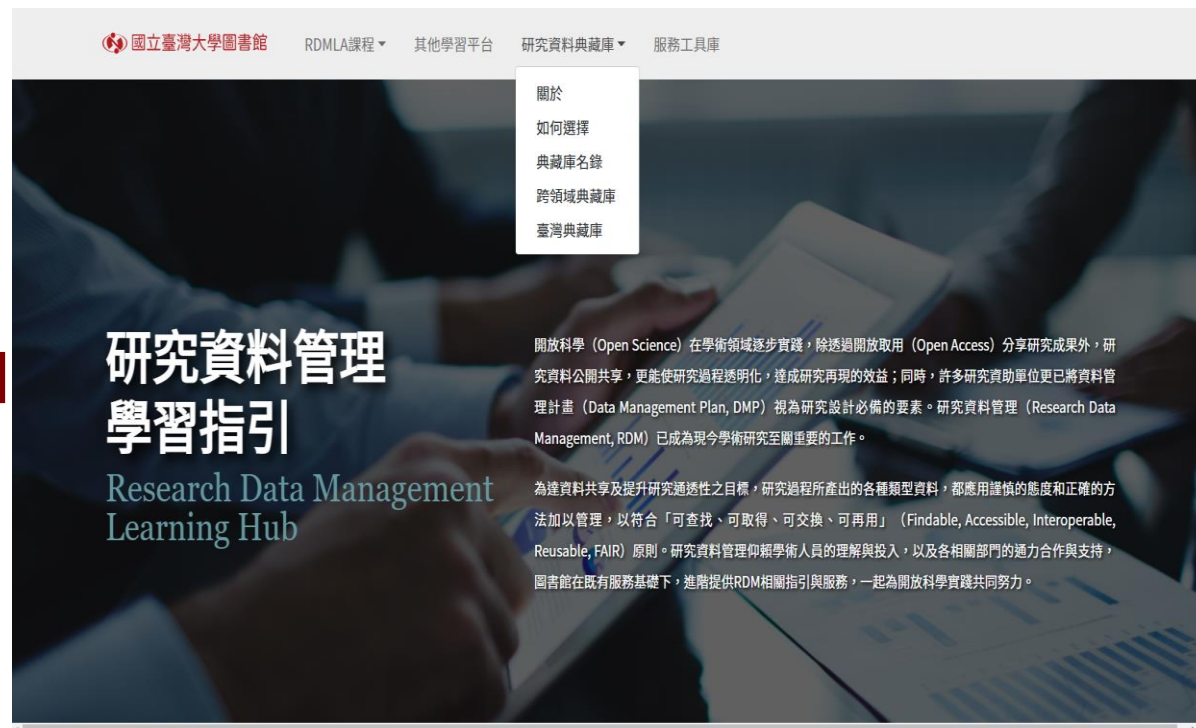 國立臺灣大學圖書館 RDMLA課程 其他學習平台 研究資料典藏庫 服務工具庫
關於
如何選擇
典藏庫名錄
跨領域典藏庫
臺灣典藏庫
研究資料管理
學習指引
Research Data Management
Learning Hub
開放科學（Open Science）在學術領域逐步實踐，除透過開放取用（Open Access）分享研究成果外，研
究資料公開共享，更能使研究過程透明化，達成研究再現的效益；同時，許多研究資助單位更已將資料管
理計畫（Data Management Plan, DMP）視為研究設計必備的要素。研究資料管理（Research Data
Management, RDM）已成為現今學術研究至關重要的工作。
為達資料共享及提升研究通透性之目標，研究過程所產出的各種類型資料，都應用謹慎的態度和正確的方
法加以管理，以符合「可查找、可取得、可交換、可再用」（Findable, Accessible, Interoperable,
Reusable, FAIR）原則。研究資料管理仰賴學術人員的理解與投入，以及各相關部門的通力合作與支持，
圖書館在既有服務基礎下，進階提供RDM相關指引與服務，一起為開放科學實踐共同努力。